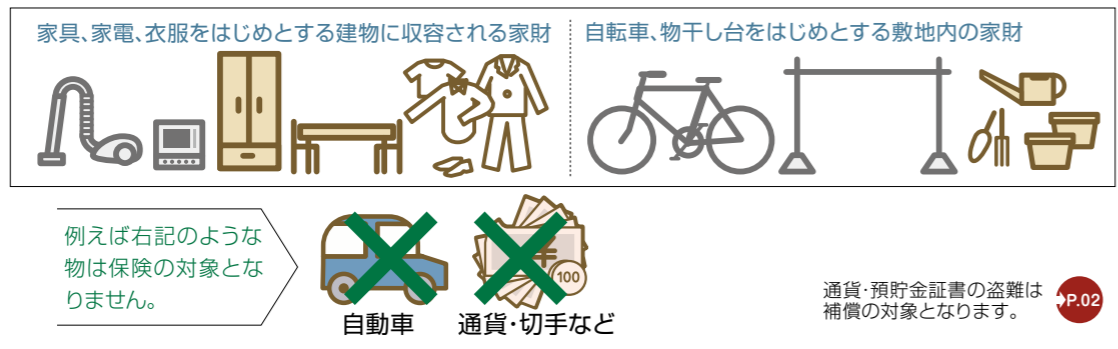 家具、家電、衣服をはじめとする建物に収容される家財
自転車、物干し台をはじめとする敷地内の家財
例えば右記のような
物は保険の対象とな
りません。
¥
100
自動車
通貨・切手など
通貨・預貯金証書の盗難は
補償の対象となります。
P.02